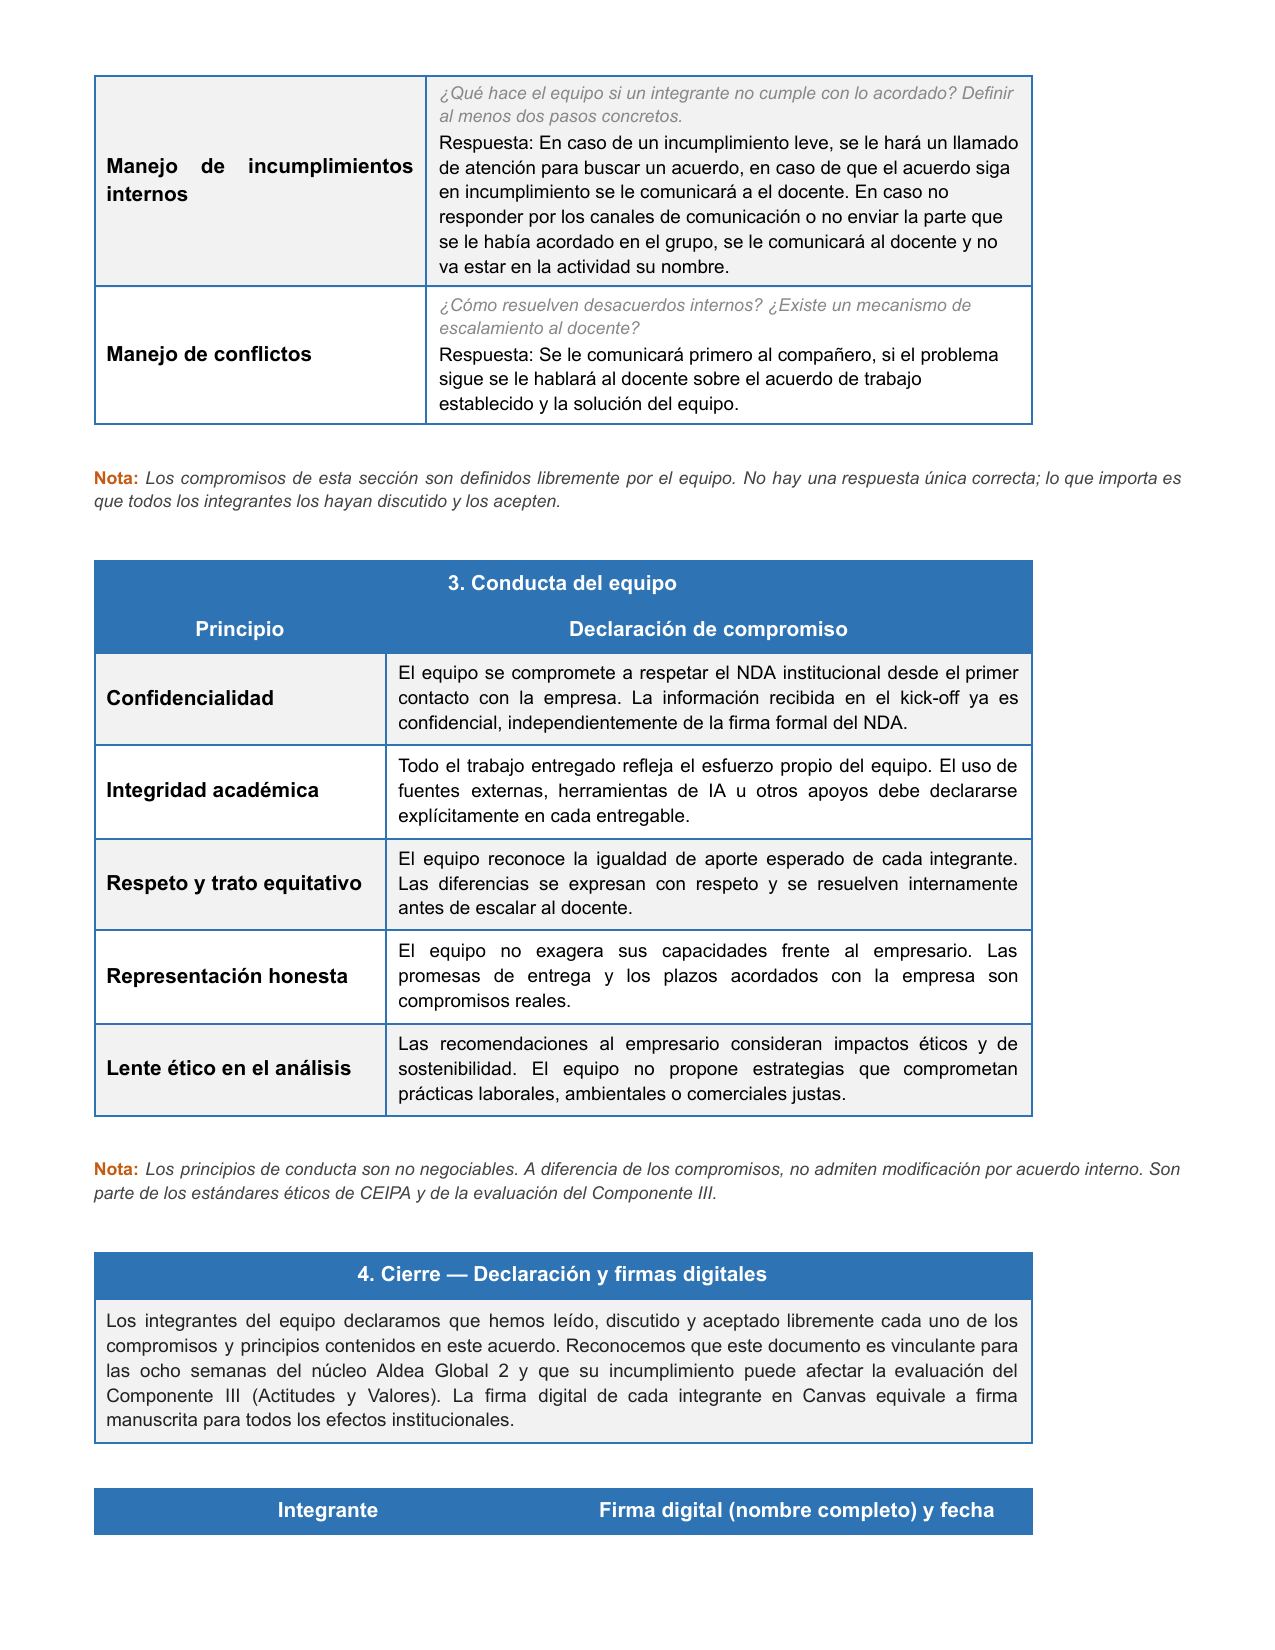 ¿Qué hace el equipo si un integrante no cumple con lo acordado? Definir
al menos dos pasos concretos.
Manejo de incumplimientos
internos
Respuesta: En caso de un incumplimiento leve, se le hará un llamado
de atención para buscar un acuerdo, en caso de que el acuerdo siga
en incumplimiento se le comunicará a el docente. En caso no
responder por los canales de comunicación o no enviar la parte que
se le había acordado en el grupo, se le comunicará al docente y no
va estar en la actividad su nombre.
¿Cómo resuelven desacuerdos internos? ¿Existe un mecanismo de
escalamiento al docente?
Manejo de conflictos
Respuesta: Se le comunicará primero al compañero, si el problema
sigue se le hablará al docente sobre el acuerdo de trabajo
establecido y la solución del equipo.
Nota: Los compromisos de esta sección son definidos libremente por el equipo. No hay una respuesta única correcta; lo que importa es
que todos los integrantes los hayan discutido y los acepten.
3. Conducta del equipo
Principio Declaración de compromiso
Confidencialidad
El equipo se compromete a respetar el NDA institucional desde el primer
contacto con la empresa. La información recibida en el kick-off ya es
confidencial, independientemente de la firma formal del NDA.
Integridad académica
Todo el trabajo entregado refleja el esfuerzo propio del equipo. El uso de
fuentes externas, herramientas de IA u otros apoyos debe declararse
explícitamente en cada entregable.
Respeto y trato equitativo
El equipo reconoce la igualdad de aporte esperado de cada integrante.
Las diferencias se expresan con respeto y se resuelven internamente
antes de escalar al docente.
Representación honesta
El equipo no exagera sus capacidades frente al empresario. Las
promesas de entrega y los plazos acordados con la empresa son
compromisos reales.
Lente ético en el análisis
Las recomendaciones al empresario consideran impactos éticos y de
sostenibilidad. El equipo no propone estrategias que comprometan
prácticas laborales, ambientales o comerciales justas.
Nota: Los principios de conducta son no negociables. A diferencia de los compromisos, no admiten modificación por acuerdo interno. Son
parte de los estándares éticos de CEIPA y de la evaluación del Componente III.
4. Cierre — Declaración y firmas digitales
Los integrantes del equipo declaramos que hemos leído, discutido y aceptado libremente cada uno de los
compromisos y principios contenidos en este acuerdo. Reconocemos que este documento es vinculante para
las ocho semanas del núcleo Aldea Global 2 y que su incumplimiento puede afectar la evaluación del
Componente III (Actitudes y Valores). La firma digital de cada integrante en Canvas equivale a firma
manuscrita para todos los efectos institucionales.
Integrante Firma digital (nombre completo) y fecha